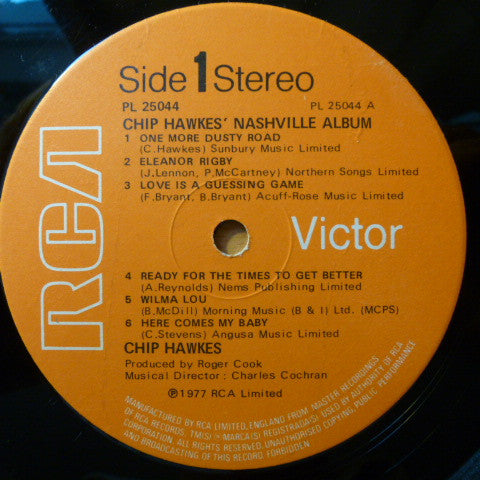 Side 1 Stereo
PL 25044
PL 25044 A
CHIP HAWKES' NASHVILLE ALBUM
1 ONE MORE DUSTY ROAD
(C.Hawkes) Sunbury Music Limited
2 ELEANOR RIGBY
(J.Lennon, P.McCartney) Northern Songs Limited
3 LOVE IS A GUESSING GAME
(F.Bryant, B.Bryant) Acuff-Rose Music Limited
RCA
Victor
4 READY FOR THE TIMES TO GET BETTER
(A.Reynolds) Nems Publishing Limited
5 WILMA LOU
(B.McDill) Morning Music (B & I) Ltd. (MCPS)
6 HERE COMES MY BABY
(C.Stevens) Angusa Music Limited
CHIP HAWKES
Produced by Roger Cook
Musical Director : Charles Cochran
℗1977 RCA Limited
MANUFACTURED BY RCA LIMITED, ENGLAND FROM MASTER RECORDINGS
OF RCA RECORDS, TM(S) ® MARCA(S) REGISTRADA(S) USED BY AUTHORITY OF RCA
CORPORATION. ALL RIGHTS RESERVED. UNAUTHORISED COPYING, PUBLIC PERFORMANCE
AND BROADCASTING OF THIS RECORD FORBIDDEN